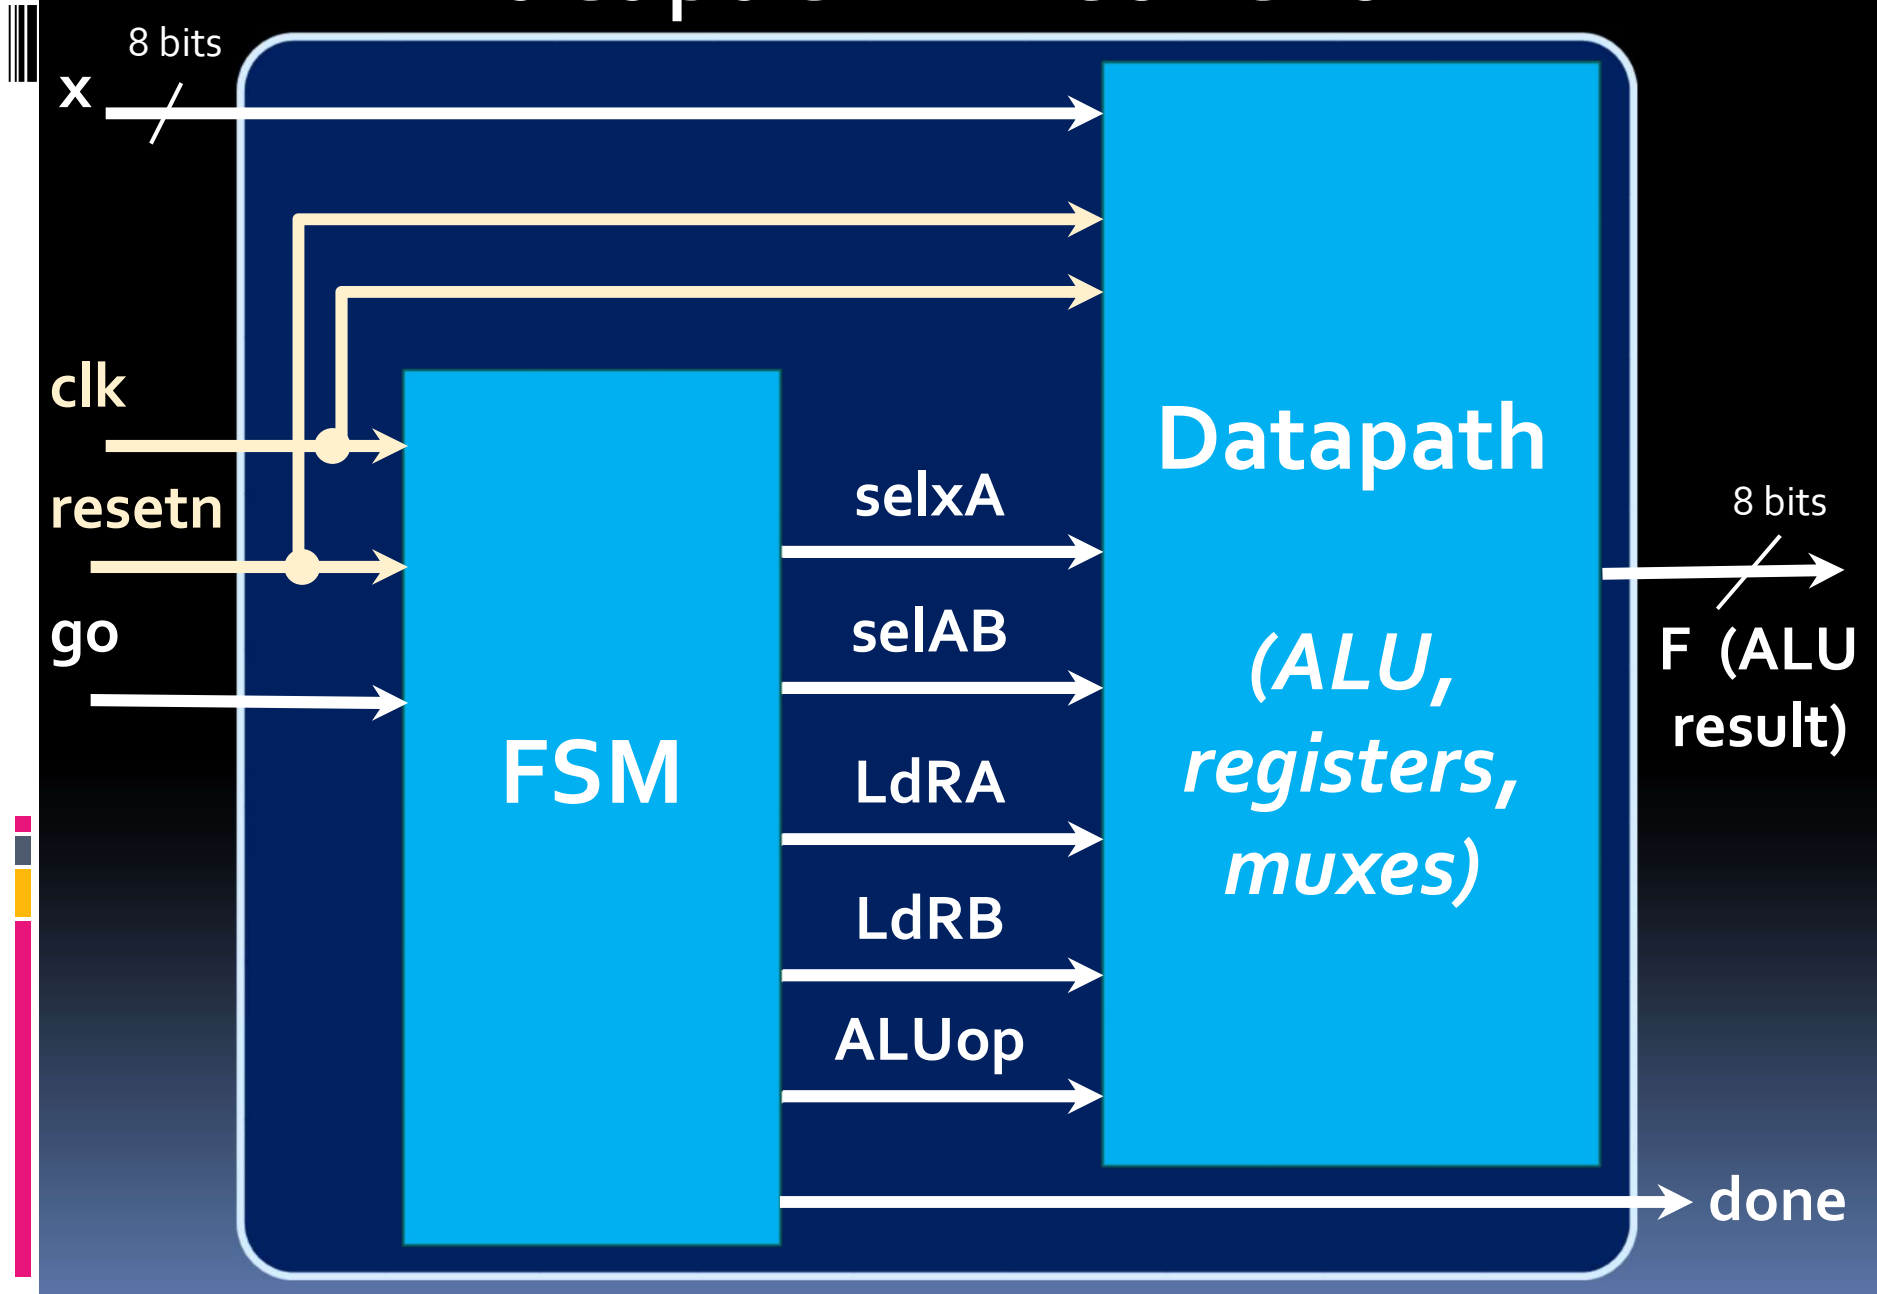 8 bits
x
clk
resetn
go
FSM
selxA
selAB
LdRA
LdRB
ALUop
Datapath
(ALU,
registers,
muxes)
8 bits
F (ALU
result)
done